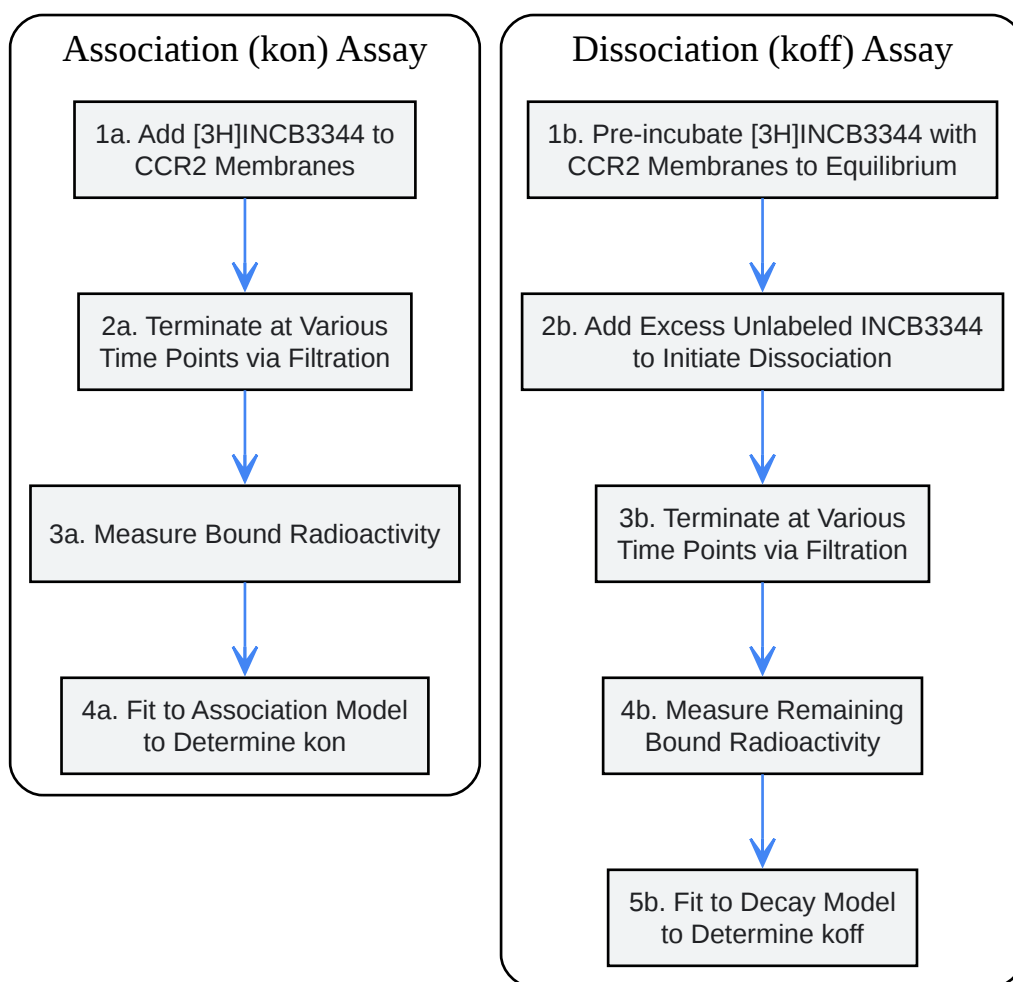 Association (kon) Assay
1a. Add [3H]INCB3344 to
CCR2 Membranes
2a. Terminate at Various
Time Points via Filtration
3a. Measure Bound Radioactivity
4a. Fit to Association Model
to Determine kon
Dissociation (koff) Assay
1b. Pre-incubate [3H]INCB3344 with
CCR2 Membranes to Equilibrium
2b. Add Excess Unlabeled INCB3344
to Initiate Dissociation
3b. Terminate at Various
Time Points via Filtration
4b. Measure Remaining
Bound Radioactivity
5b. Fit to Decay Model
to Determine koff